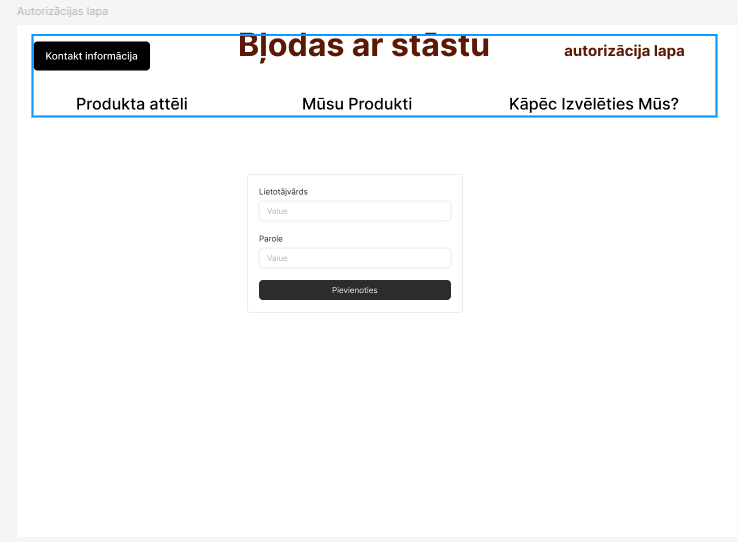 Autorizācijas lapa
Bļodas ar stāstu
Kontakt informācija
autorizācija lapa
Produkta attēli
Mūsu Produkti
Kāpēc Izvēlēties Mūs?
Lietotājvārds
Value
Parole
Value
Pievienoties